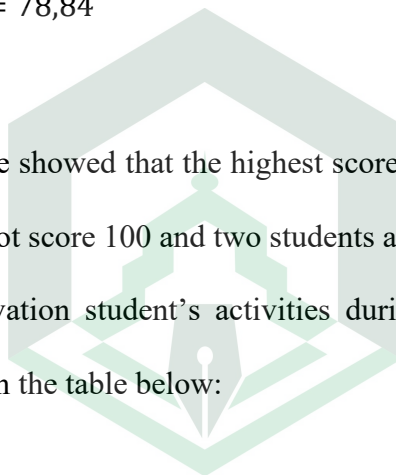 = 78,84
e showed that the highest score
ot score 100 and two students a
vation student's activities duri
n the table below: